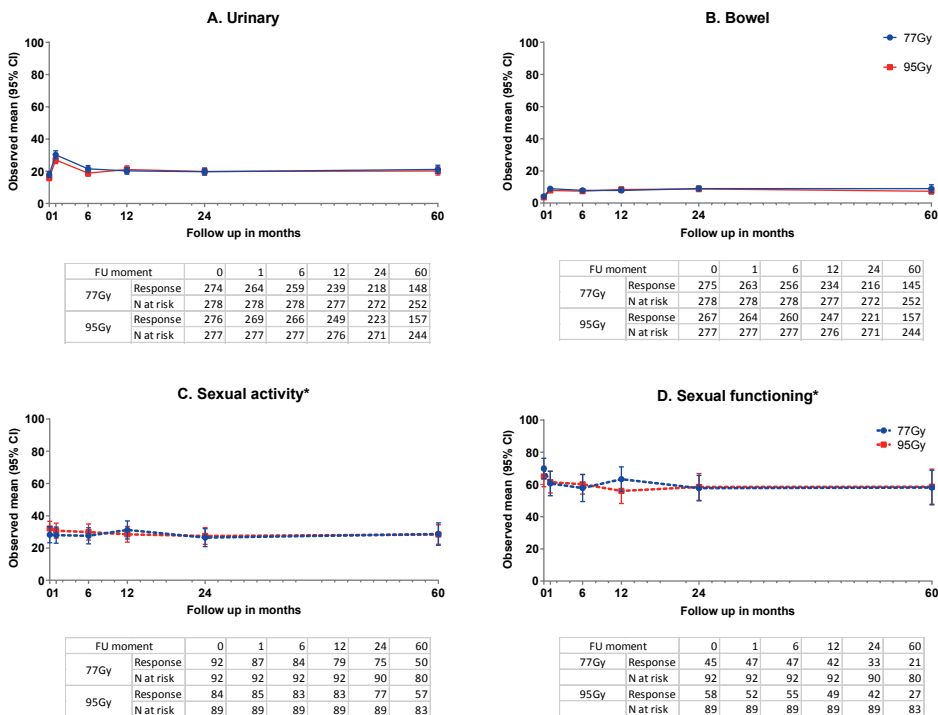 A. Urinary
Observed mean (95% CI)
100
80
60
40
20
0
0 1 6 12 24 60
Follow up in months
FU moment 0 1 6 12 24 60
77Gy Response 274 264 259 239 218 148
N at risk 278 278 278 277 272 252
95Gy Response 276 269 266 249 223 157
N at risk 277 277 277 276 271 244
B. Bowel
77Gy
95Gy
Observed mean (95% CI)
100
80
60
40
20
0
0 1 6 12 24 60
Follow up in months
FU moment 0 1 6 12 24 60
77Gy Response 275 263 256 234 216 145
N at risk 278 278 278 277 272 252
95Gy Response 267 264 260 247 221 157
N at risk 277 277 277 276 271 244
C. Sexual activity*
Observed mean (95% CI)
100
80
60
40
20
0
0 1 6 12 24 60
Follow up in months
FU moment 0 1 6 12 24 60
77Gy Response 92 87 84 79 75 50
N at risk 92 92 92 92 90 80
95Gy Response 84 85 83 83 77 57
N at risk 89 89 89 89 89 83
D. Sexual functioning*
77Gy
95Gy
Observed mean (95% CI)
100
80
60
40
20
0
0 1 6 12 24 60
Follow up in months
FU moment 0 1 6 12 24 60
77Gy Response 45 47 47 42 33 21
N at risk 92 92 92 92 90 80
95Gy Response 58 52 55 49 42 27
N at risk 89 89 89 89 89 83